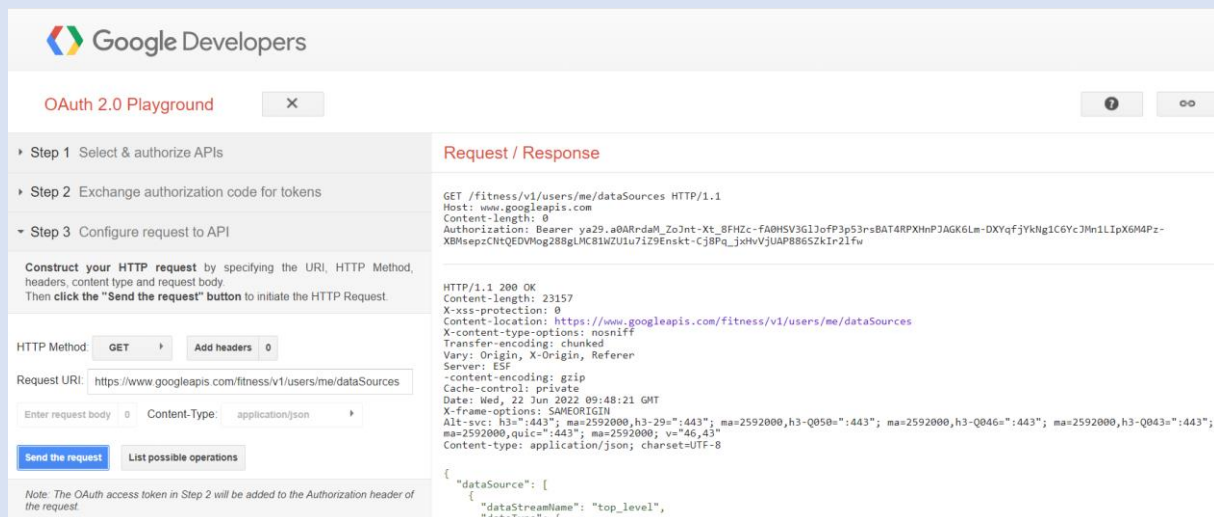 Google Developers
OAuth 2.0 Playground
Step 1 Select & authorize APIs
Step 2 Exchange authorization code for tokens
Step 3 Configure request to API
Construct your HTTP request by specifying the URI, HTTP Method,
headers, content type and request body.
Then click the "Send the request" button to initiate the HTTP Request.
HTTP Method: GET Add headers 0
Request URI: https://www.googleapis.com/fitness/v1/users/me/dataSources
Enter request body 0 Content-Type: application/json
Send the request List possible operations
Note: The OAuth access token in Step 2 will be added to the Authorization header of
the request.
Request / Response
GET /fitness/v1/users/me/dataSources HTTP/1.1
Host: www.googleapis.com
Content-length: 0
Authorization: Bearer
HTTP/1.1 200 OK
Content-length: 23157
X-xss-protection: 0
Content-location: https://www.googleapis.com/fitness/v1/users/me/dataSources
X-content-type-options: nosniff
Transfer-encoding: chunked
Vary: Origin, X-Origin, Referer
Server: ESF
-content-encoding: gzip
Cache-control: private
Date: Wed, 22 Jun 2022 09:48:21 GMT
X-frame-options: SAMEORIGIN
Alt-svc: h3=":443"; ma=2592000,h3-29=":443"; ma=2592000,h3-Q050=":443"; ma=2592000,h3-Q046=":443"; ma=2592000,h3-Q043=":443";
ma=2592000,quic=":443"; ma=2592000; v="46,43"
Content-type: application/json; charset=UTF-8
{
"dataSource": [
{
"dataStreamName": "top_level",
"dataType": {